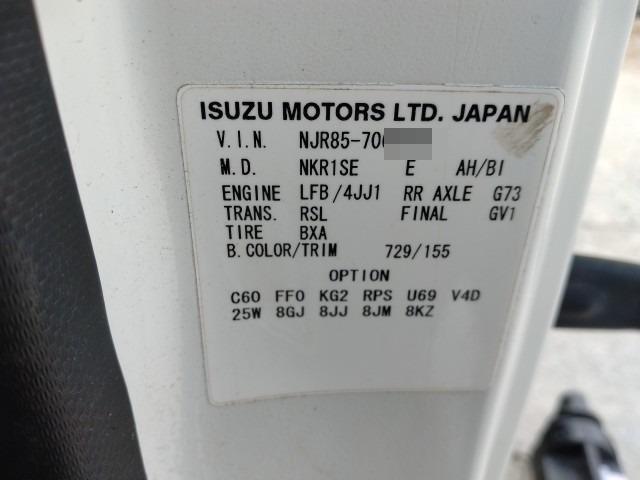 ISUZU MOTORS LTD. JAPAN
V.I.N. NJR85-700
M.D. NKR1SE E AH/BI
ENGINE LFB/4JJ1 RR AXLE G73
TRANS. RSL FINAL GV1
TIRE BXA
B.COLOR/TRIM 729/155
OPTION
C60 FF0 KG2 RPS U69 V4D
25W 8GJ 8JJ 8JM 8KZ